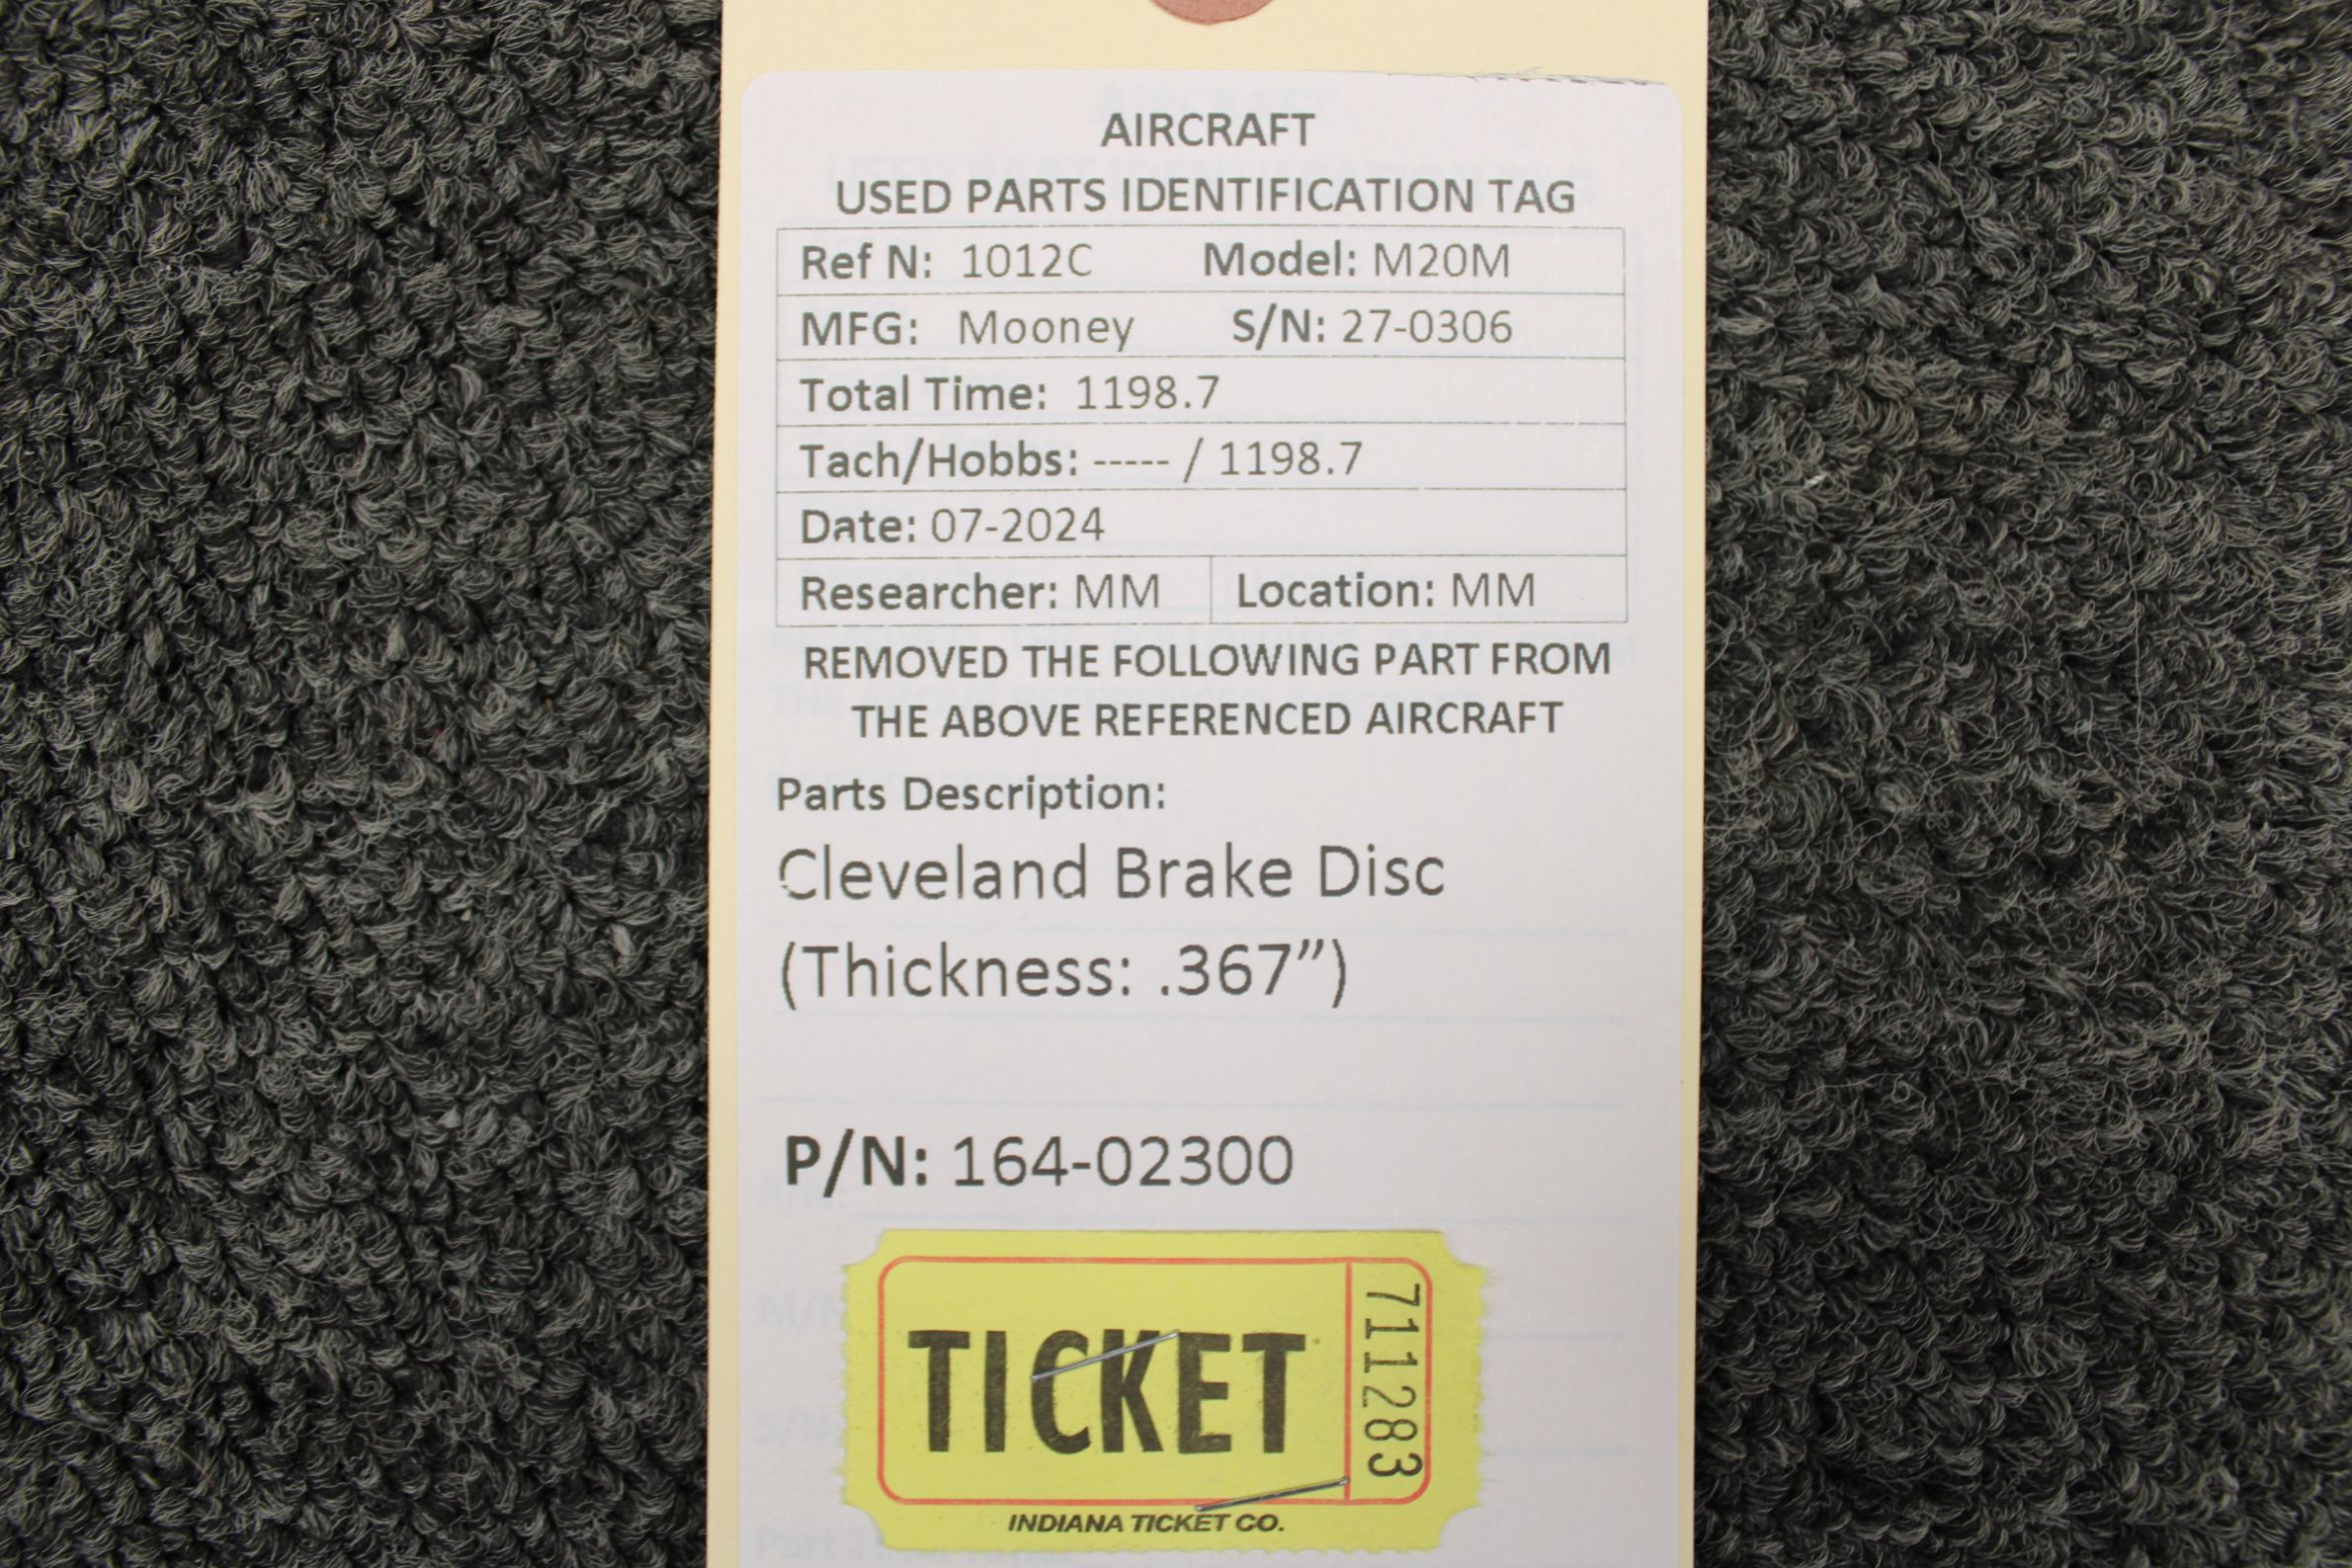 AIRCRAFT
USED PARTS IDENTIFICATION TAG
Ref N: 1012C Model: M20M
MFG: Mooney S/N: 27-0306
Total Time: 1198.7
Tach/Hobbs: ----- / 1198.7
Date: 07-2024
Researcher: MM Location: MM
REMOVED THE FOLLOWING PART FROM
THE ABOVE REFERENCED AIRCRAFT
Parts Description:
Cleveland Brake Disc
(Thickness: .367”)
P/N: 164-02300
TICKET
711283
INDIANA TICKET CO.